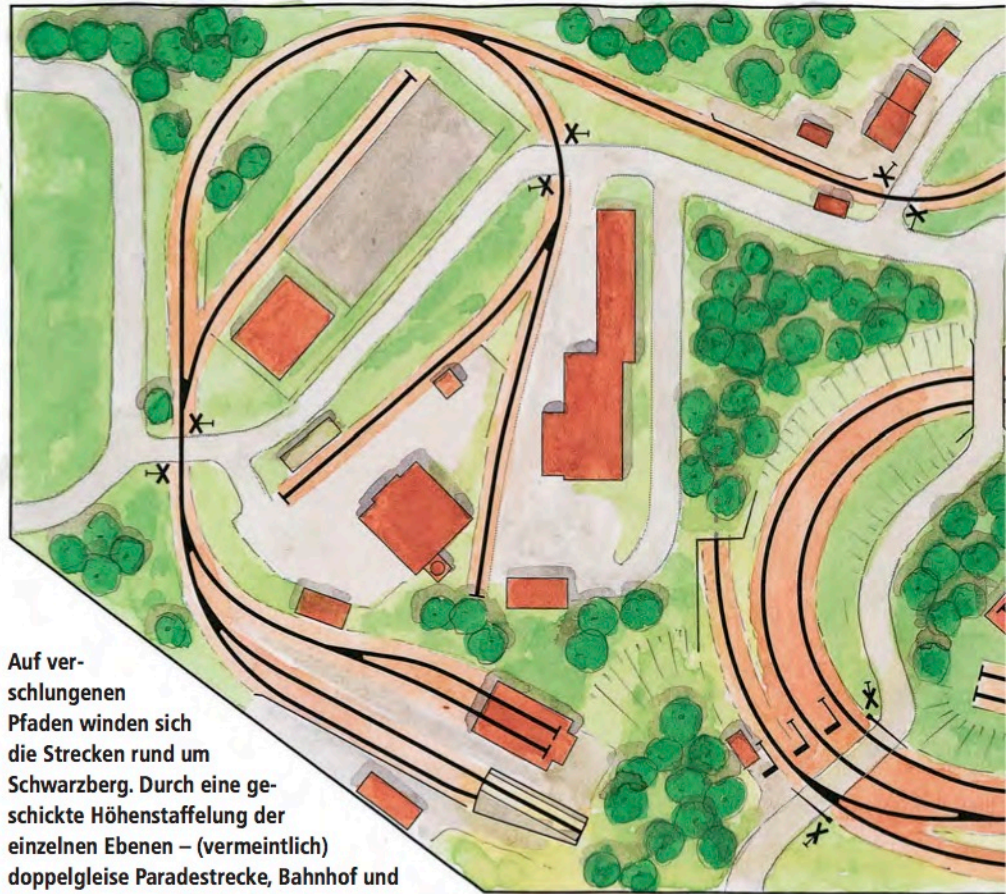 Auf ver-
schlungenen
Pfaden winden sich
die Strecken rund um
Schwarzberg. Durch eine ge-
schickte Höhenstaffelung der
einzelnen Ebenen – (vermeintlich)
doppelgleise Paradestrecke, Bahnhof und